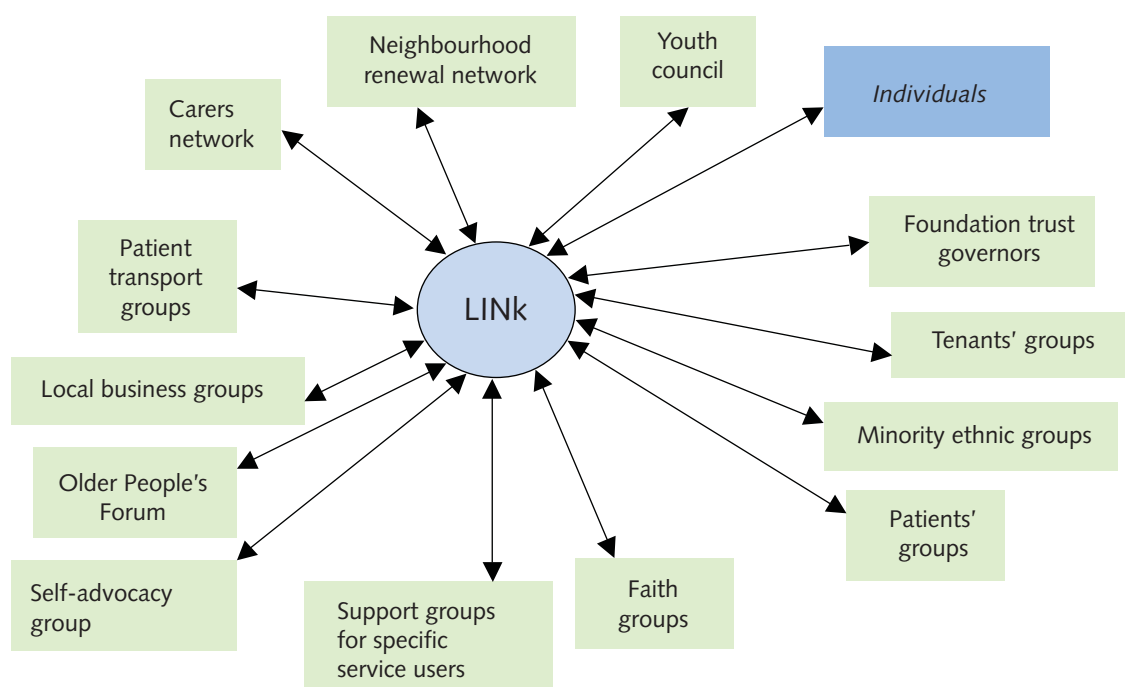 Neighbourhood
renewal network
Youth
council
Individuals
Carers
network
Foundation trust
governors
Patient
transport
groups
LINk
Tenants' groups
Local business groups
Minority ethnic groups
Older People's
Forum
Patients'
groups
Self-advocacy
group
Support groups
for specific
service users
Faith
groups